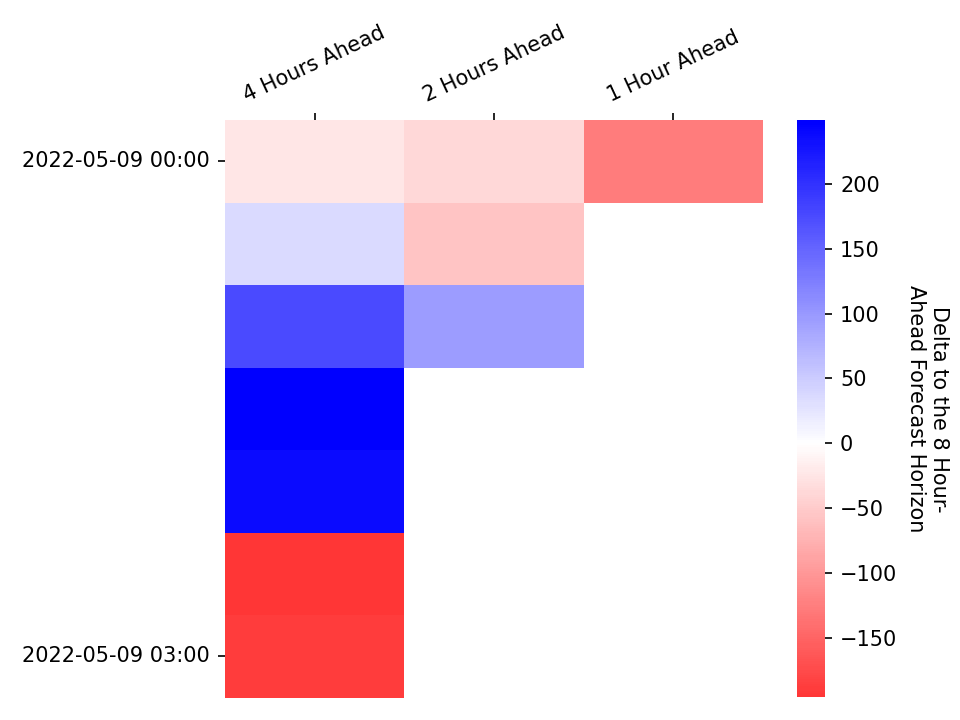 4 Hours Ahead
2 Hours Ahead
1 Hour Ahead
2022-05-09 00:00
2022-05-09 03:00
200
150
100
50
0
−50
−100
−150
Delta to the 8 Hour-
Ahead Forecast Horizon